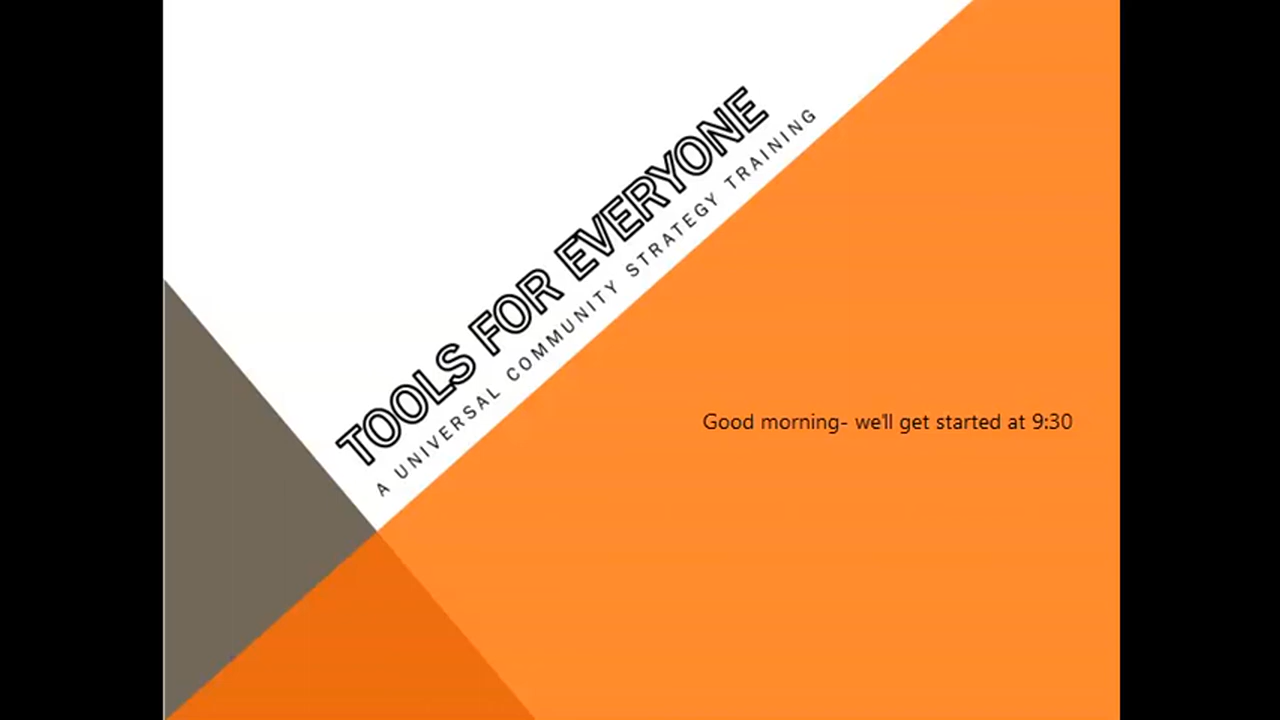 TOOLS FOR EVERYONE
A UNIVERSAL COMMUNITY STRATEGY TRAINING
Good morning- we'll get started at 9:30